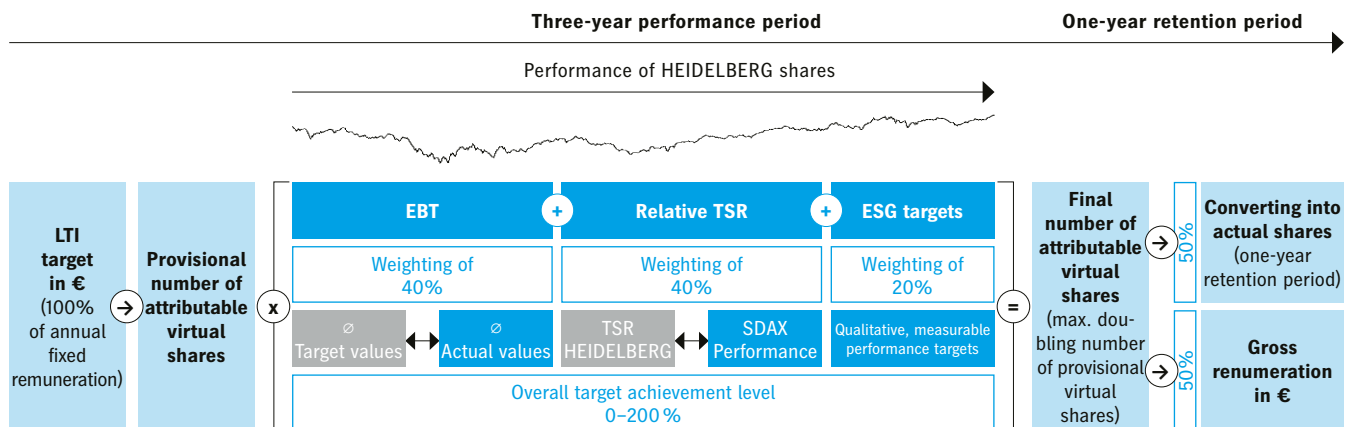 Three-year performance period
One-year retention period
Performance of HEIDELBERG shares
LTI
target
in €
(100%
of annual
fixed
remuneration)
→
Provisional
number of
attributable
virtual
shares
x
EBT
+
Relative TSR
+
ESG targets
Weighting of
40%
Weighting of
40%
Weighting of
20%
∅
Target values
∅
Actual values
TSR
HEIDELBERG
SDAX
Performance
Qualitative, measurable
performance targets
Overall target achievement level
0–200 %
=
Final
number of
attributable
virtual
shares
(max. dou-
bling number
of provisional
virtual
shares)
→
50%
Converting into
actual shares
(one-year
retention period)
→
50%
Gross
renumeration
in €